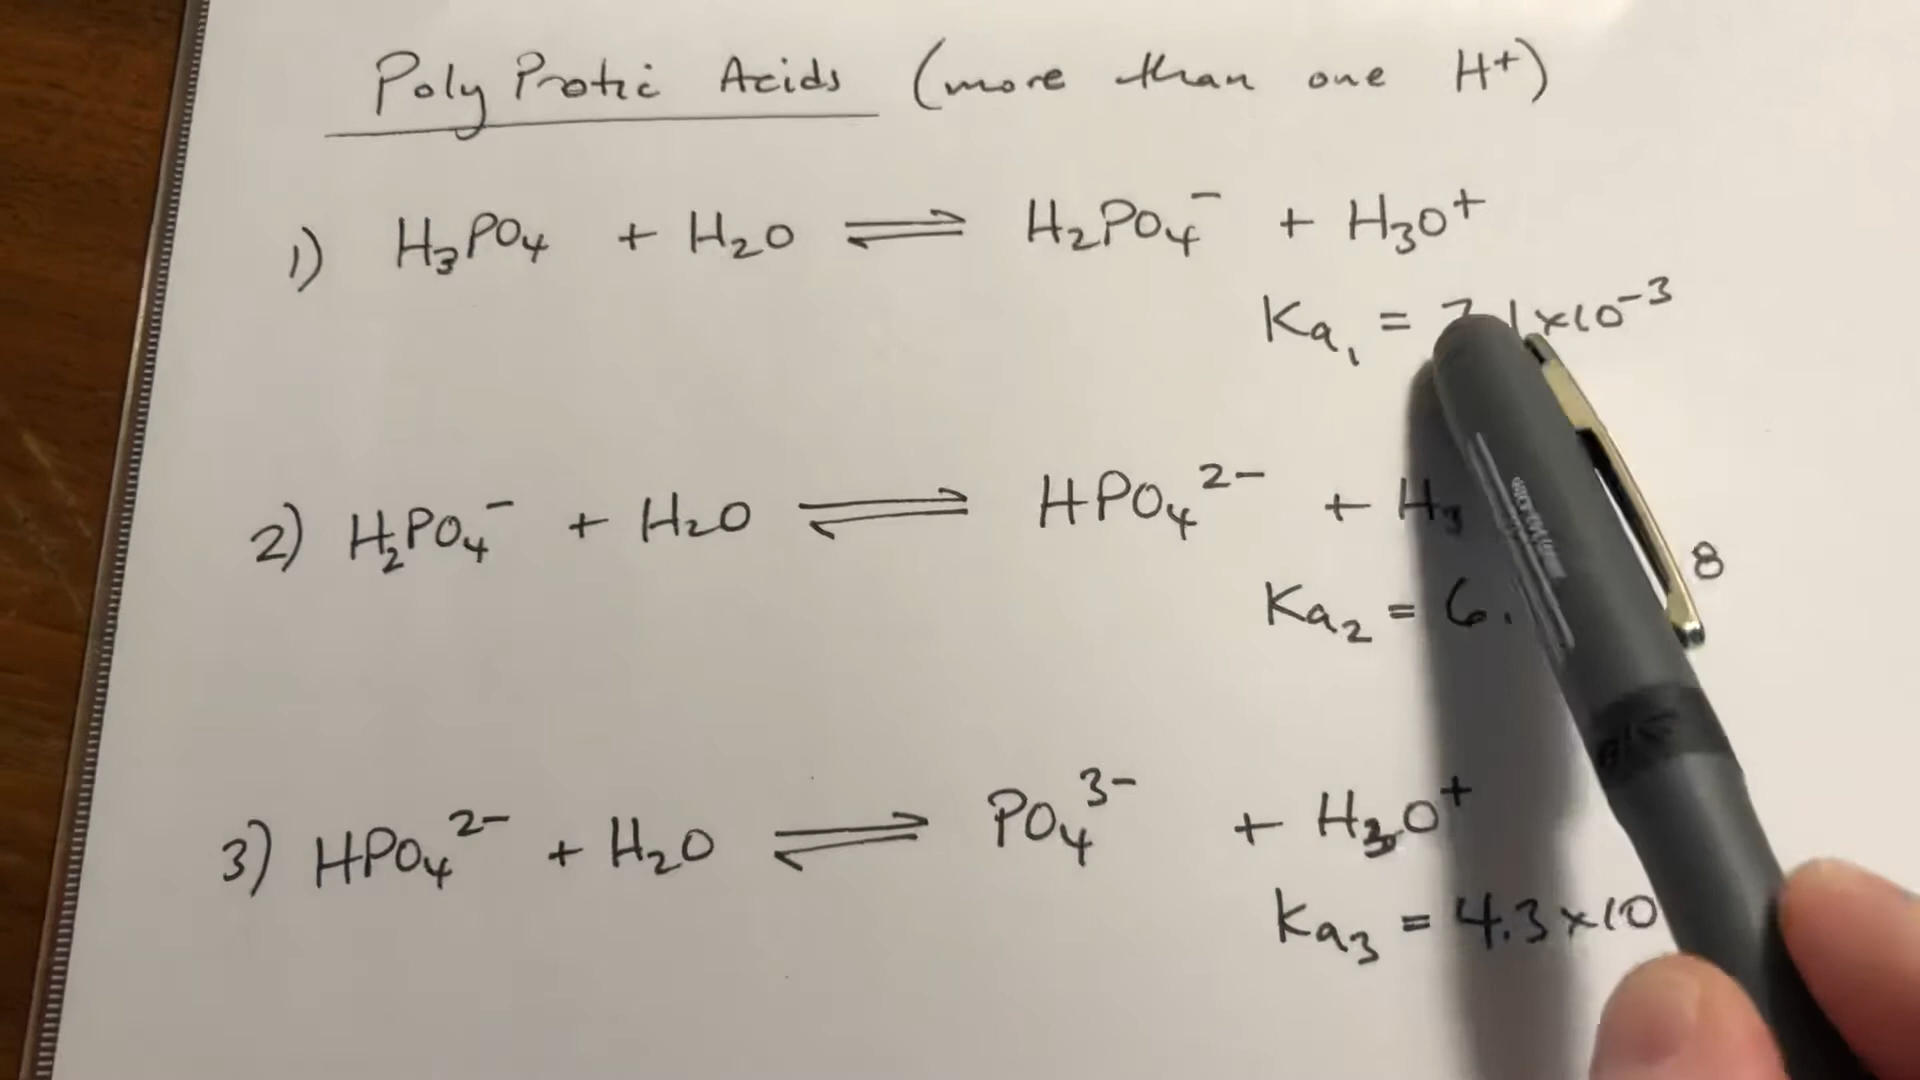 Poly Protic Acids (more than one H+)
1) H₃PO₄ + H₂O ⇌ H₂PO₄⁻ + H₃O⁺
Ka₁ = 7.1×10⁻³
2) H₂PO₄⁻ + H₂O ⇌ HPO₄²⁻ + H₃
8
Ka₂ = 6.
3) HPO₄²⁻ + H₂O ⇌ PO₄³⁻ + H₃O⁺
Ka₃ = 4.3×10